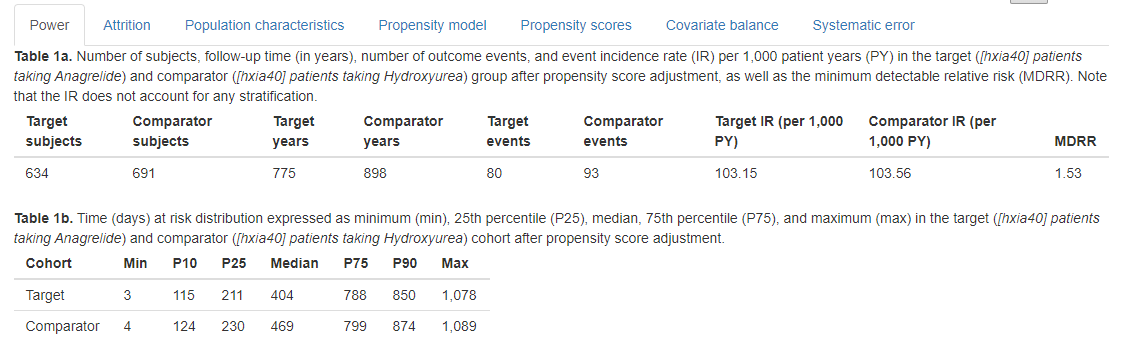 Power Attrition Population characteristics Propensity model Propensity scores Covariate balance Systematic error
Table 1a. Number of subjects, follow-up time (in years), number of outcome events, and event incidence rate (IR) per 1,000 patient years (PY) in the target ([hxia40] patients
taking Anagrelide) and comparator ([hxia40] patients taking Hydroxyurea) group after propensity score adjustment, as well as the minimum detectable relative risk (MDRR). Note
that the IR does not account for any stratification.
Target Comparator Target Comparator Target Comparator Target IR (per 1,000 Comparator IR (per
subjects subjects years years events events PY) 1,000 PY) MDRR
634 691 775 898 80 93 103.15 103.56 1.53
Table 1b. Time (days) at risk distribution expressed as minimum (min), 25th percentile (P25), median, 75th percentile (P75), and maximum (max) in the target ([hxia40] patients
taking Anagrelide) and comparator ([hxia40] patients taking Hydroxyurea) cohort after propensity score adjustment.
Cohort Min P10 P25 Median P75 P90 Max
Target 3 115 211 404 788 850 1,078
Comparator 4 124 230 469 799 874 1,089